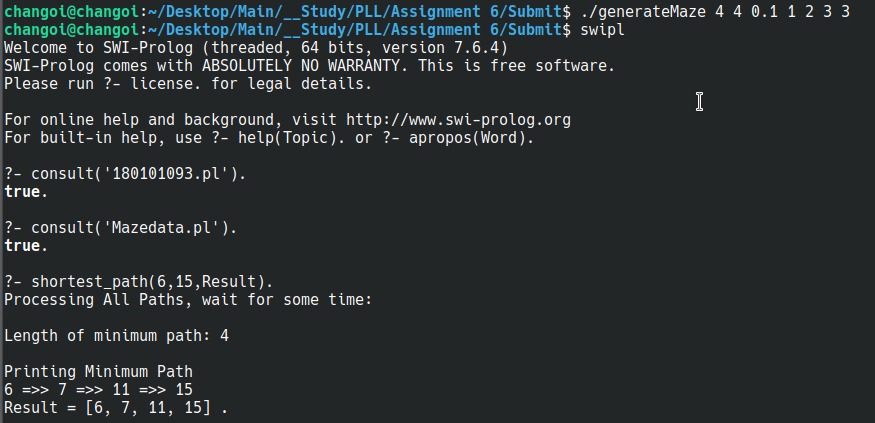 changoi@changoi:~/Desktop/Main/__Study/PLL/Assignment 6/Submit$ ./generateMaze 4 4 0.1 1 2 3 3
changoi@changoi:~/Desktop/Main/__Study/PLL/Assignment 6/Submit$ swipl
Welcome to SWI-Prolog (threaded, 64 bits, version 7.6.4)
SWI-Prolog comes with ABSOLUTELY NO WARRANTY. This is free software.
Please run ?- license. for legal details.
For online help and background, visit http://www.swi-prolog.org
For built-in help, use ?- help(Topic). or ?- apropos(Word).
?- consult('180101093.pl').
true.
?- consult('Mazedata.pl').
true.
?- shortest_path(6,15,Result).
Processing All Paths, wait for some time:
Length of minimum path: 4
Printing Minimum Path
6 =>> 7 =>> 11 =>> 15
Result = [6, 7, 11, 15] .